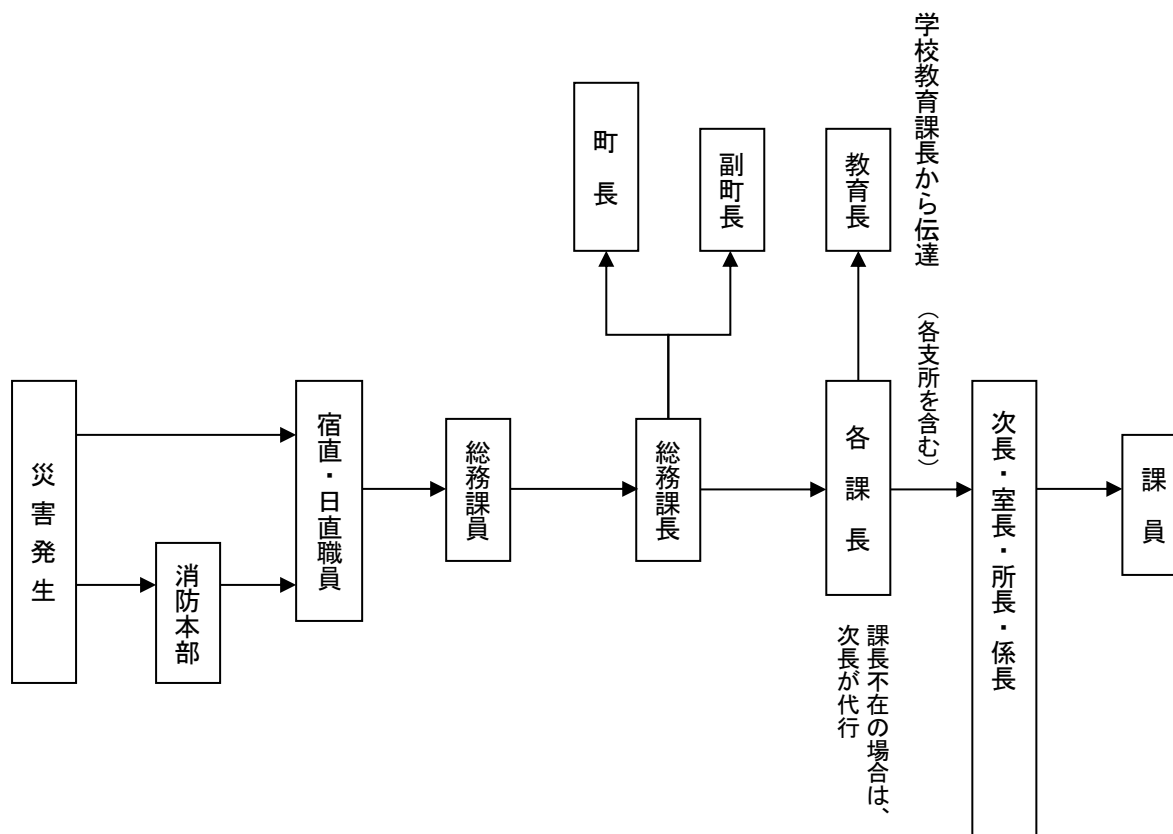 災害発生
消防本部
宿直・日直職員
総務課員
総務課長
町長
副町長
教育長
学校教育課長から伝達
各課長
（各支所を含む）
課長不在の場合は、
次長が代行
次長・室長・所長・係長
課員